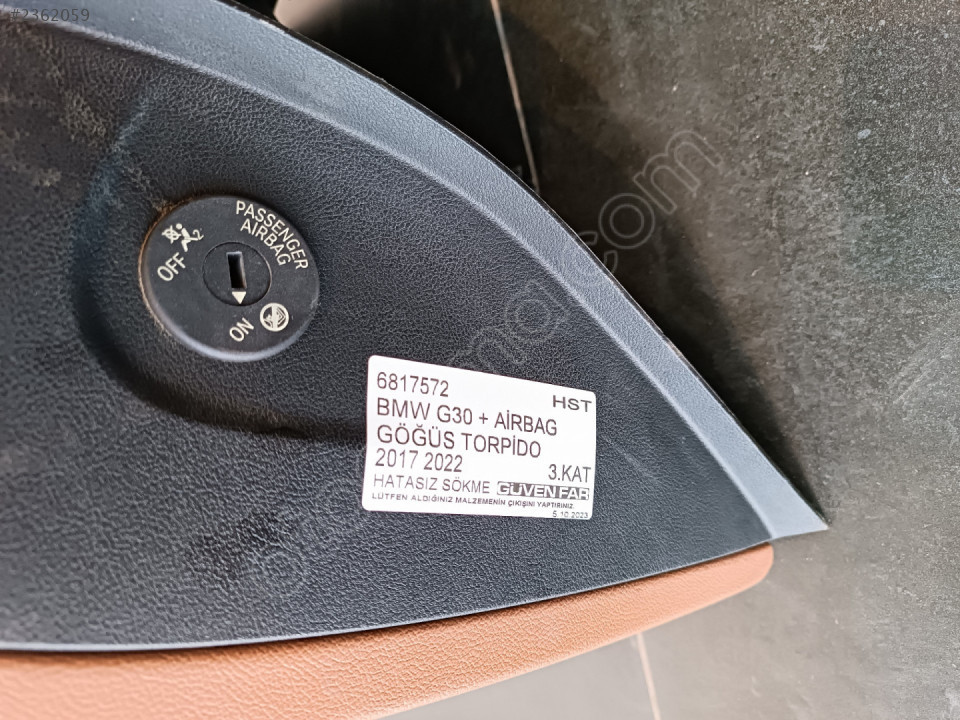 #2362059
PASSENGER
AIRBAG
OFF
2
ON
6817572
HST
BMW G30 + AİRBAG
GÖĞÜS TORPİDO
2017 2022
3.KAT
HATASIZ SÖKME GÜVEN FAR
LÜTFEN ALDIĞINIZ MALZEMENİN ÇIKIŞINI YAPTIRINIZ
5.10.2023